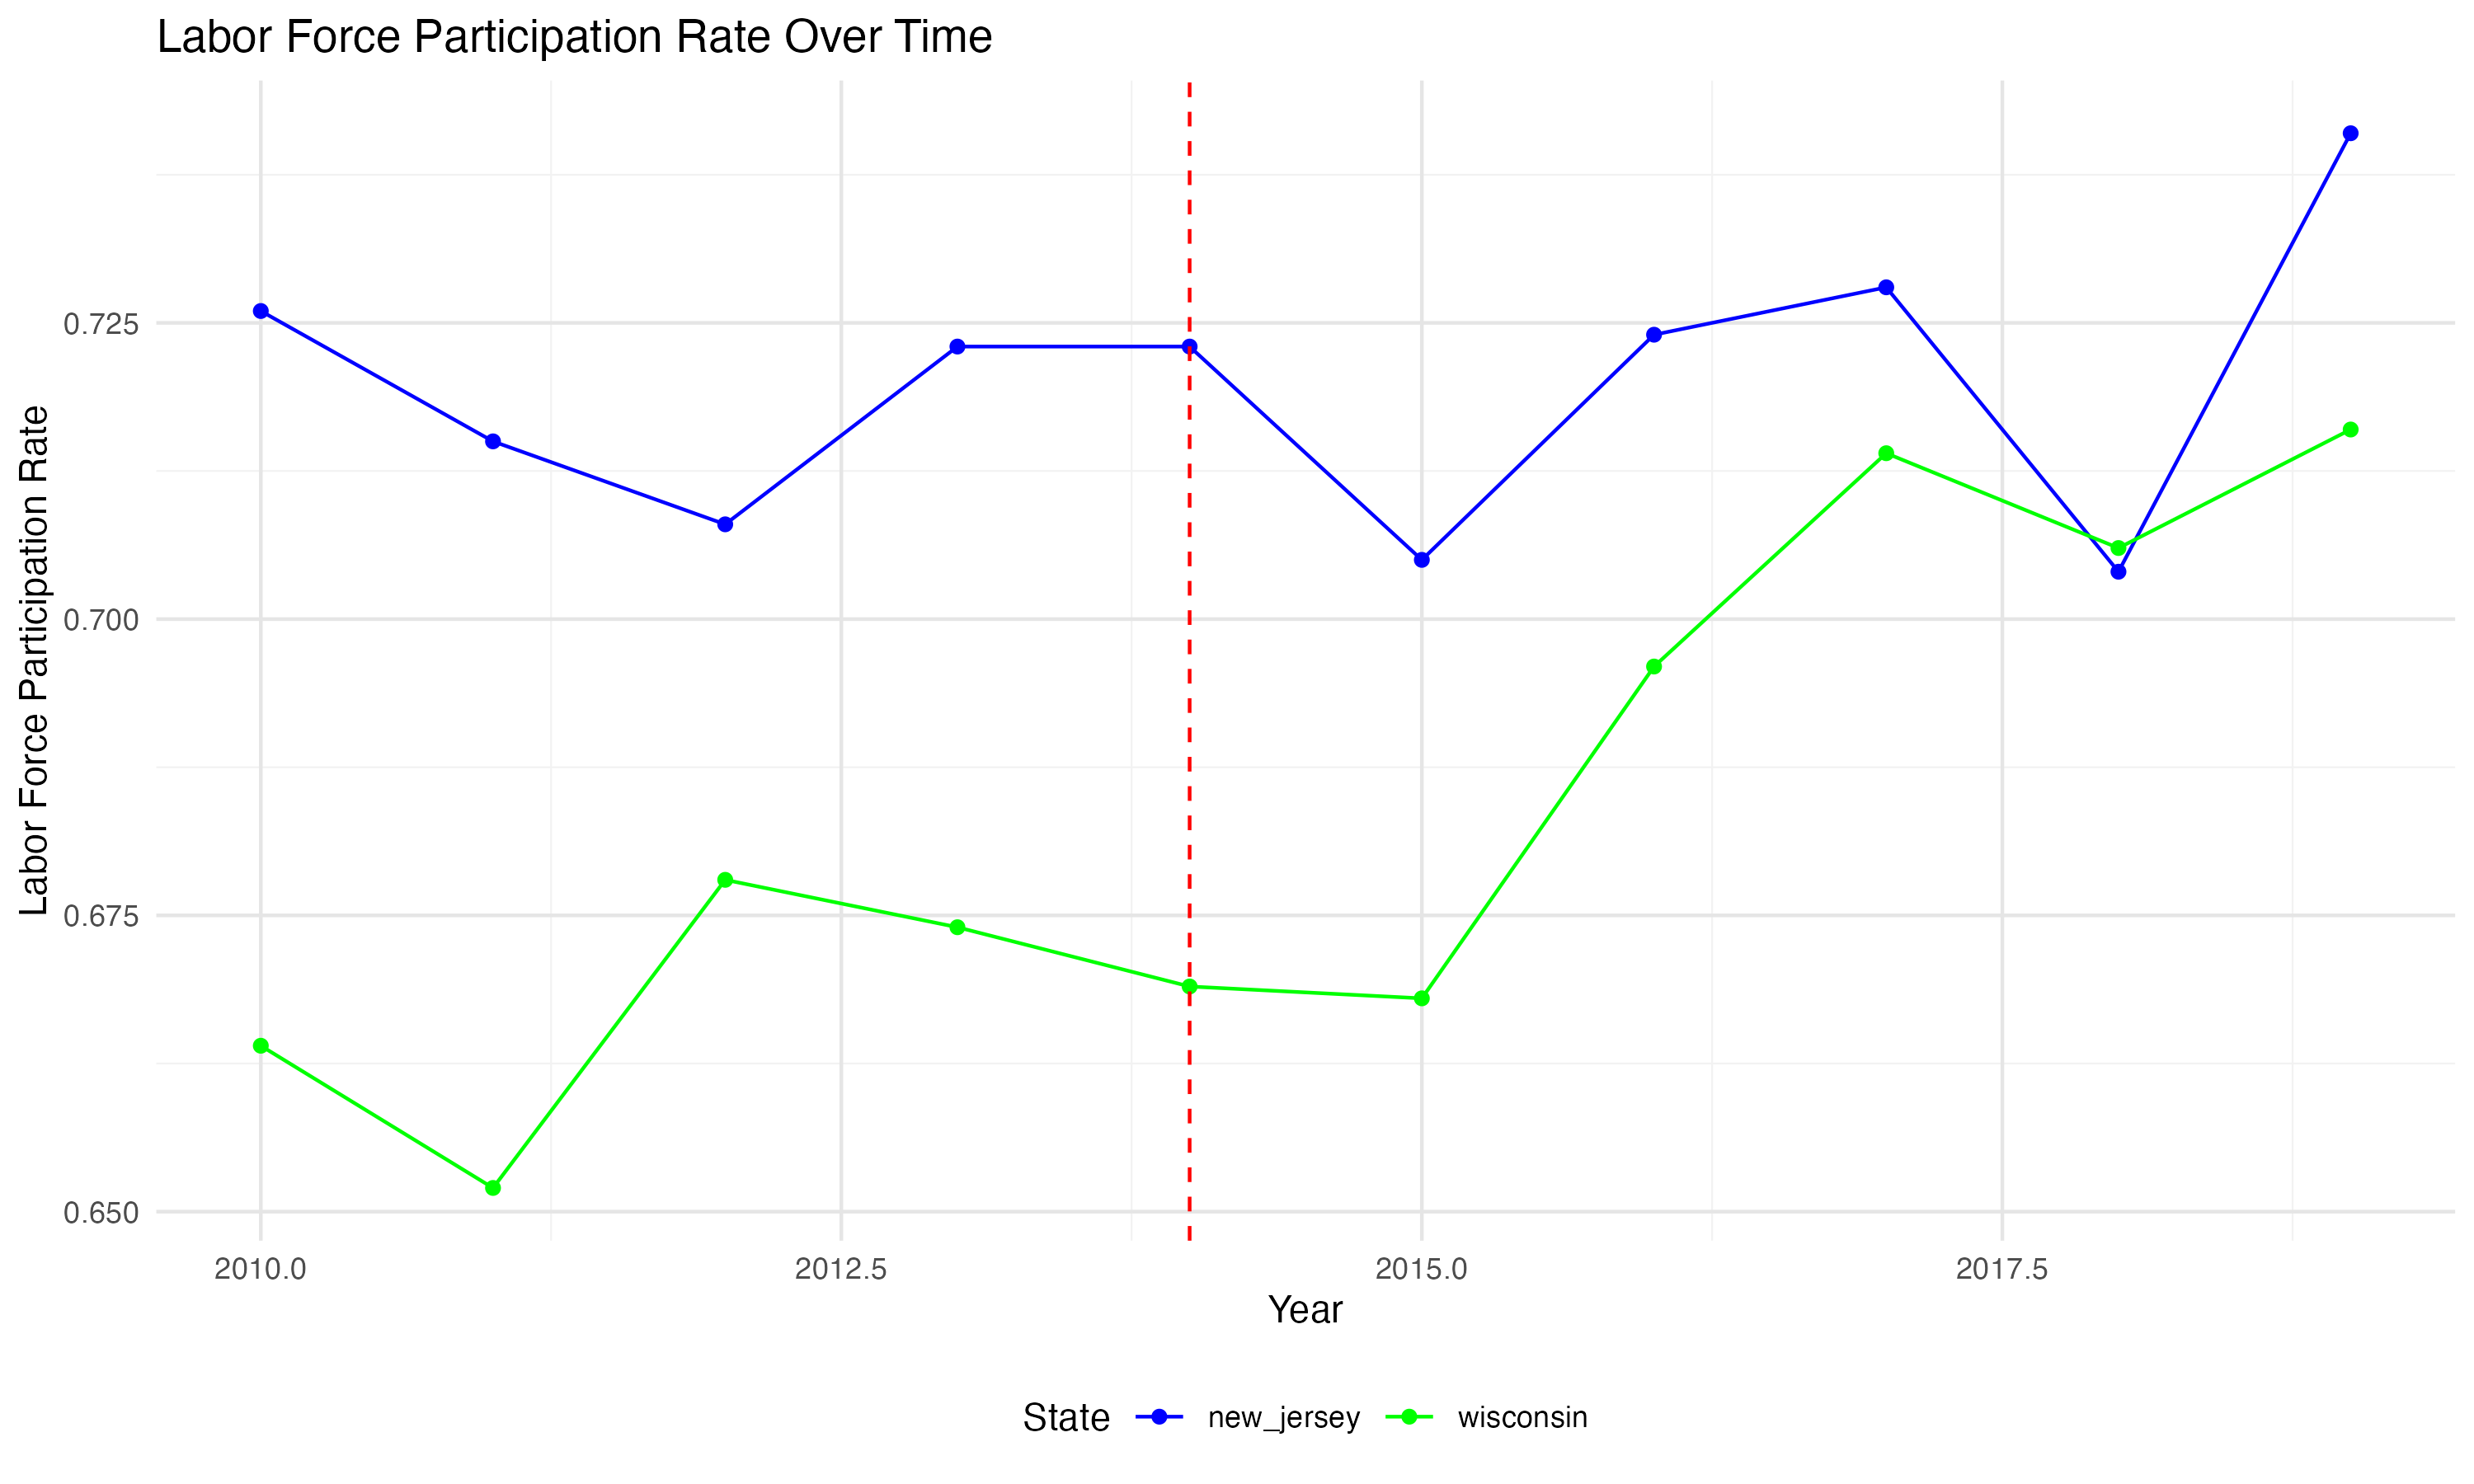 Labor Force Participation Rate Over Time
Labor Force Participation Rate
0.725
0.700
0.675
0.650
2010.0 2012.5 2015.0 2017.5
Year
State new_jersey wisconsin